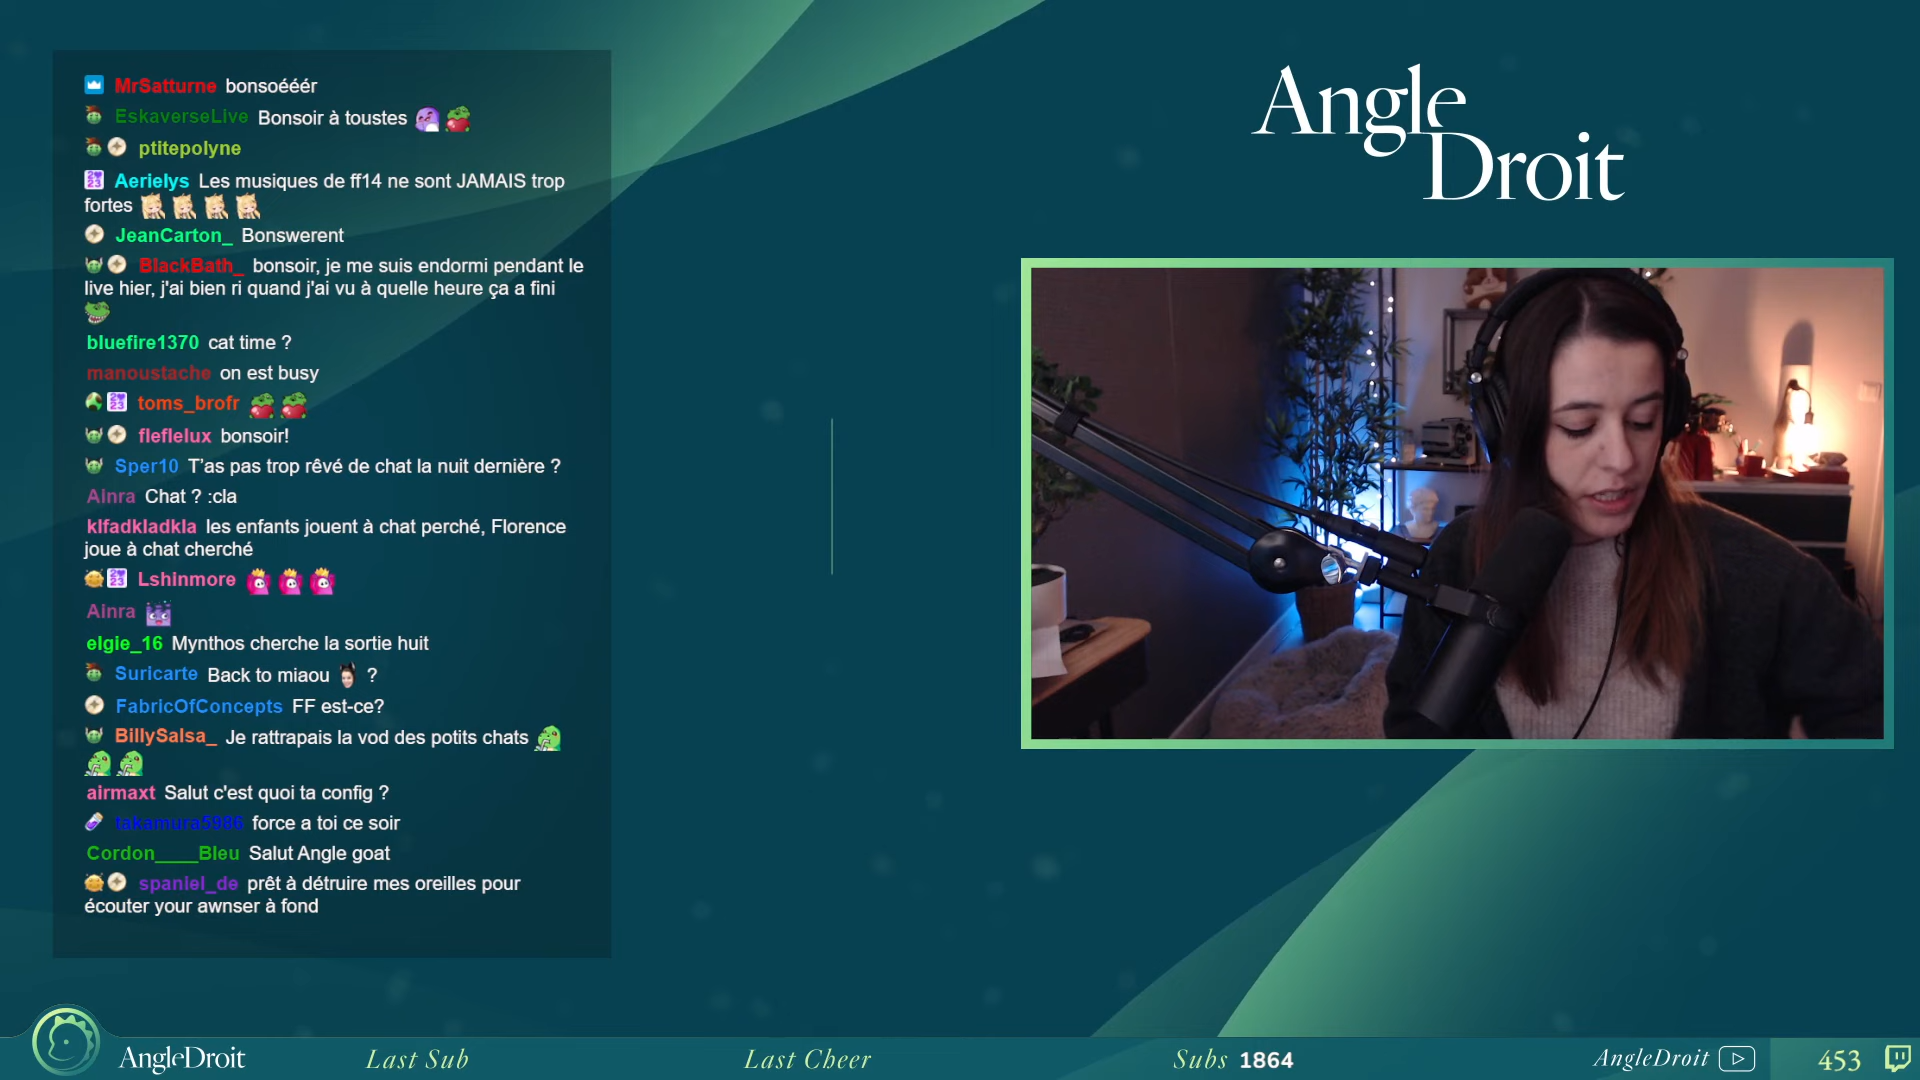 MrSatturne bonsoééér
EskaverseLive Bonsoir à toustes
ptitepolyne
Aerielys Les musiques de ff14 ne sont JAMAIS trop
fortes
JeanCarton_ Bonswerent
BlackBath_ bonsoir, je me suis endormi pendant le
live hier, j'ai bien ri quand j'ai vu à quelle heure ça a fini
bluefire1370 cat time ?
manoustache on est busy
toms_brofr
fleflelux bonsoir!
Sper10 T'as pas trop rêvé de chat la nuit dernière ?
Ainra Chat ? :cla
klfadkladkla les enfants jouent à chat perché, Florence
joue à chat cherché
Lshinmore
Ainra
elgie_16 Mynthos cherche la sortie huit
Suricarte Back to miaou ?
FabricOfConcepts FF est-ce?
BillySalsa_ Je rattrapais la vod des potits chats
airmaxt Salut c'est quoi ta config ?
takamura5986 force a toi ce soir
Cordon____Bleu Salut Angle goat
spaniel_de prêt à détruire mes oreilles pour
écouter your awnser à fond
Angle
Droit
AngleDroit
Last Sub
Last Cheer
Subs 1864
AngleDroit
453